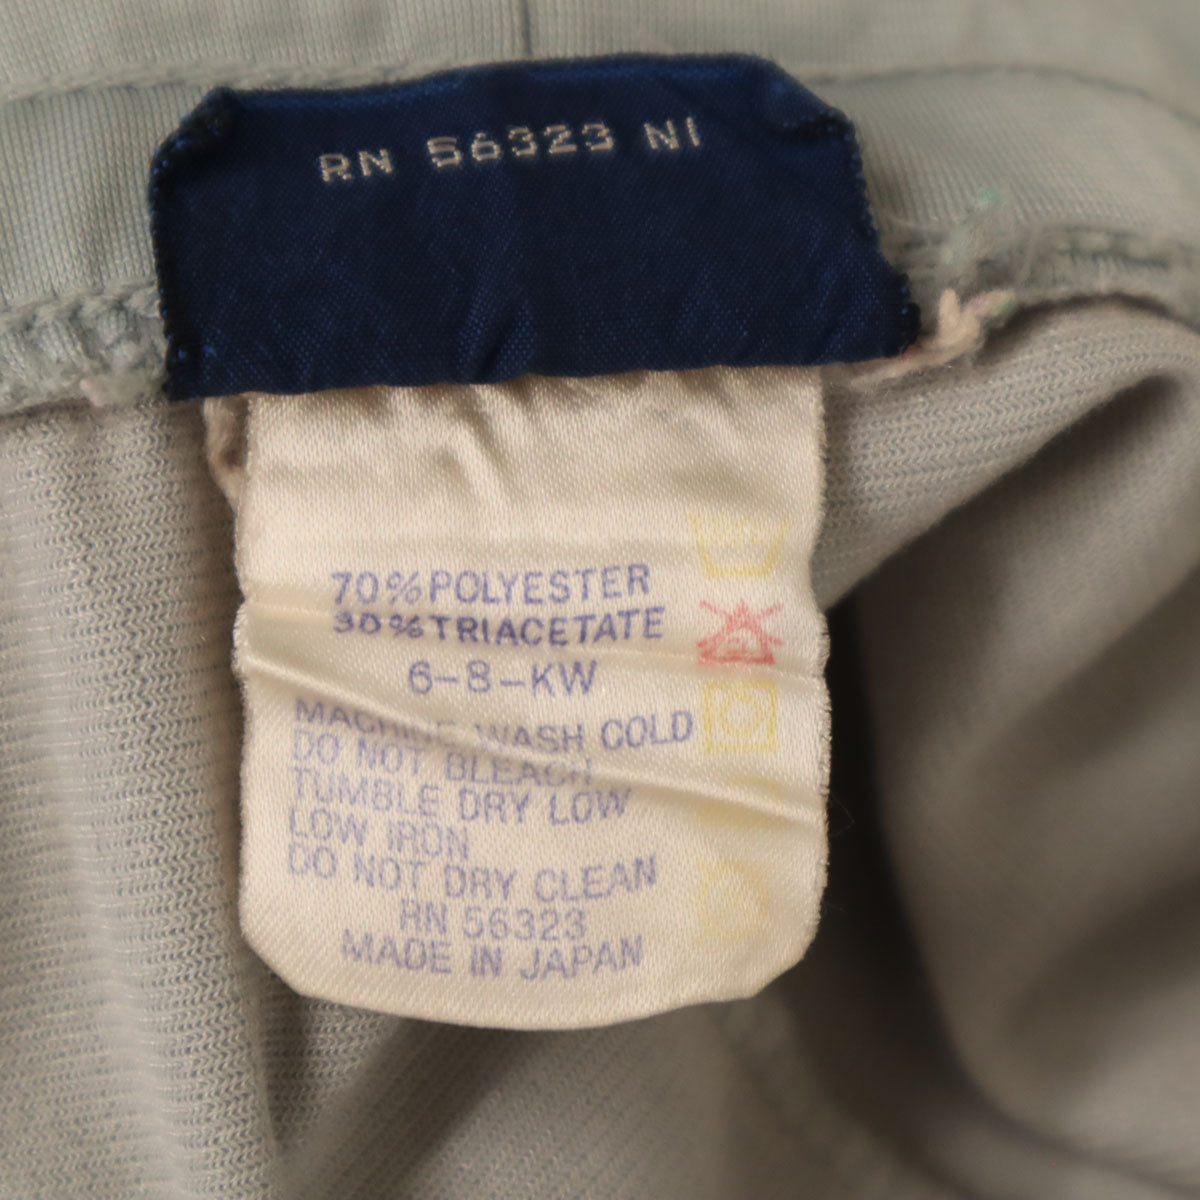 RN 56323 NI
70% POLYESTER
30% TRIACETATE
6-8-KW
MACHINE WASH COLD
DO NOT BLEACH
TUMBLE DRY LOW
LOW IRON
DO NOT DRY CLEAN
RN 56323
MADE IN JAPAN